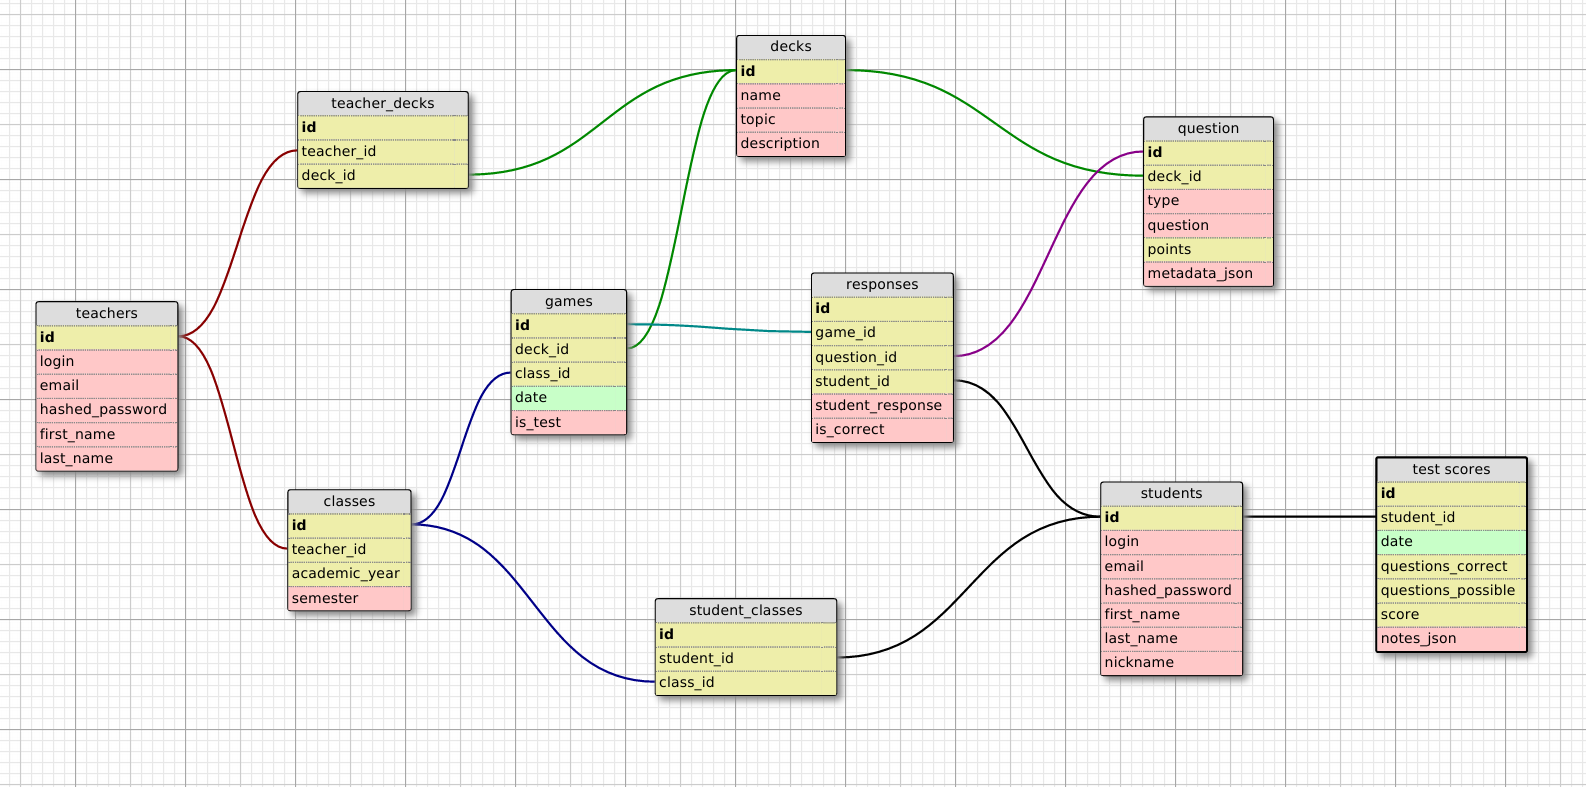 decks
id
name
topic
description
teacher_decks
id
teacher_id
deck_id
question
id
deck_id
type
question
points
metadata_json
teachers
id
login
email
hashed_password
first_name
last_name
games
id
deck_id
class_id
date
is_test
responses
id
game_id
question_id
student_id
student_response
is_correct
classes
id
teacher_id
academic_year
semester
students
id
login
email
hashed_password
first_name
last_name
nickname
test scores
id
student_id
date
questions_correct
questions_possible
score
notes_json
student_classes
id
student_id
class_id